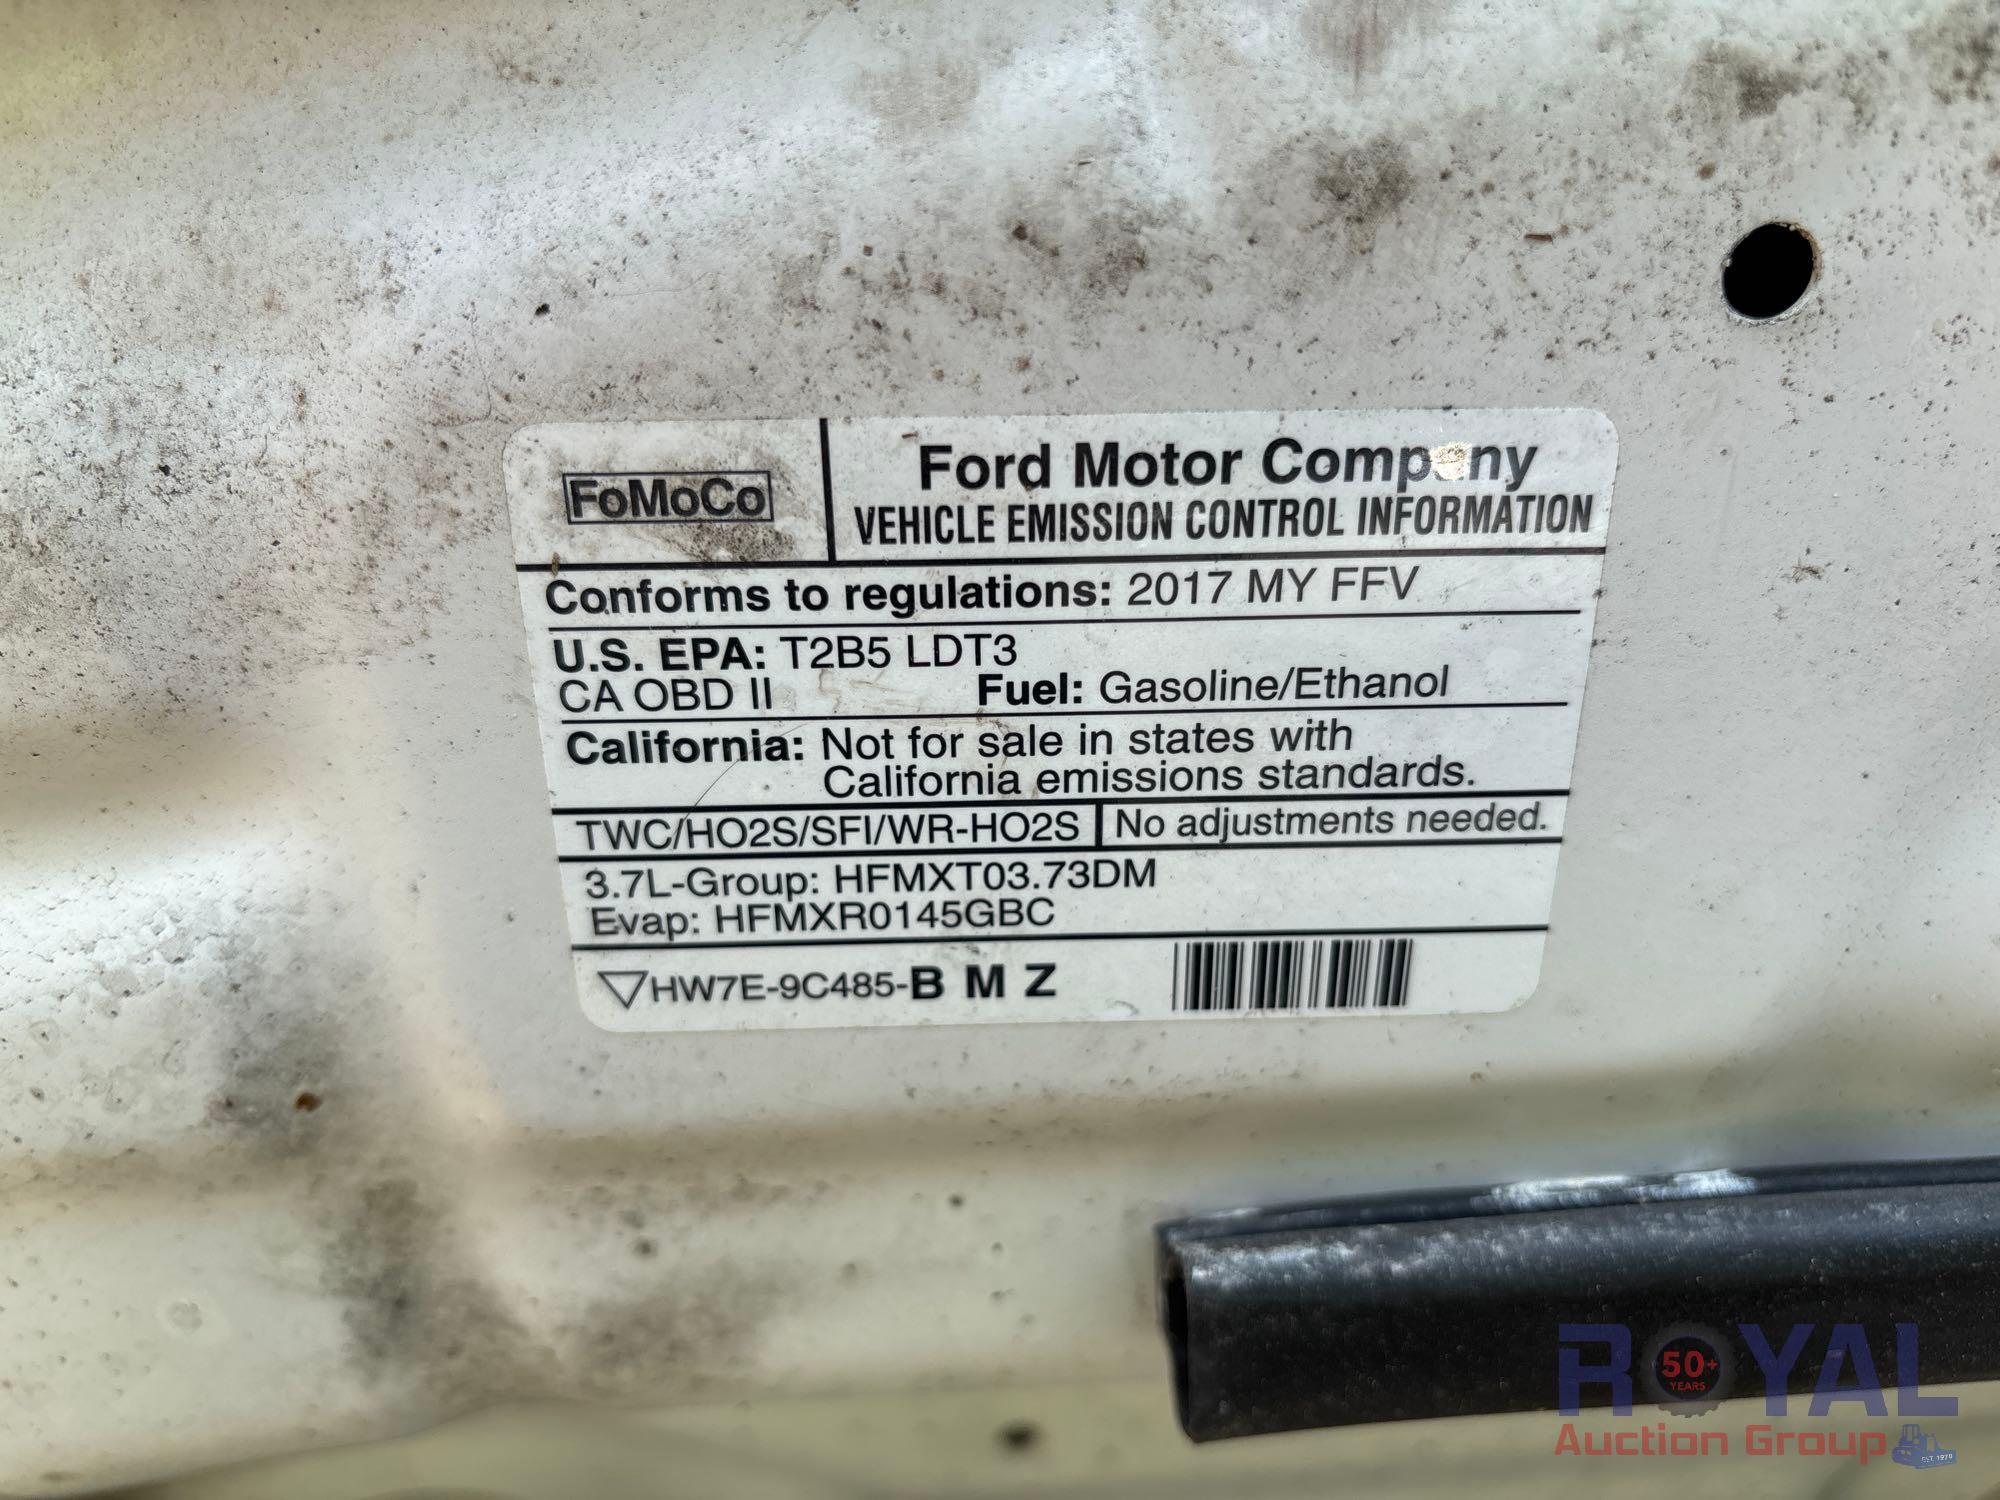 FoMoCo
Ford Motor Company
VEHICLE EMISSION CONTROL INFORMATION
Conforms to regulations: 2017 MY FFV
U.S. EPA: T2B5 LDT3
CA OBD II Fuel: Gasoline/Ethanol
California: Not for sale in states with
California emissions standards.
TWC/HO2S/SFI/WR-HO2S No adjustments needed.
3.7L-Group: HFMXT03.73DM
Evap: HFMXR0145GBC
HW7E-9C485-B M Z
ROYAL
50+
YEARS
Auction Group
EST. 1970